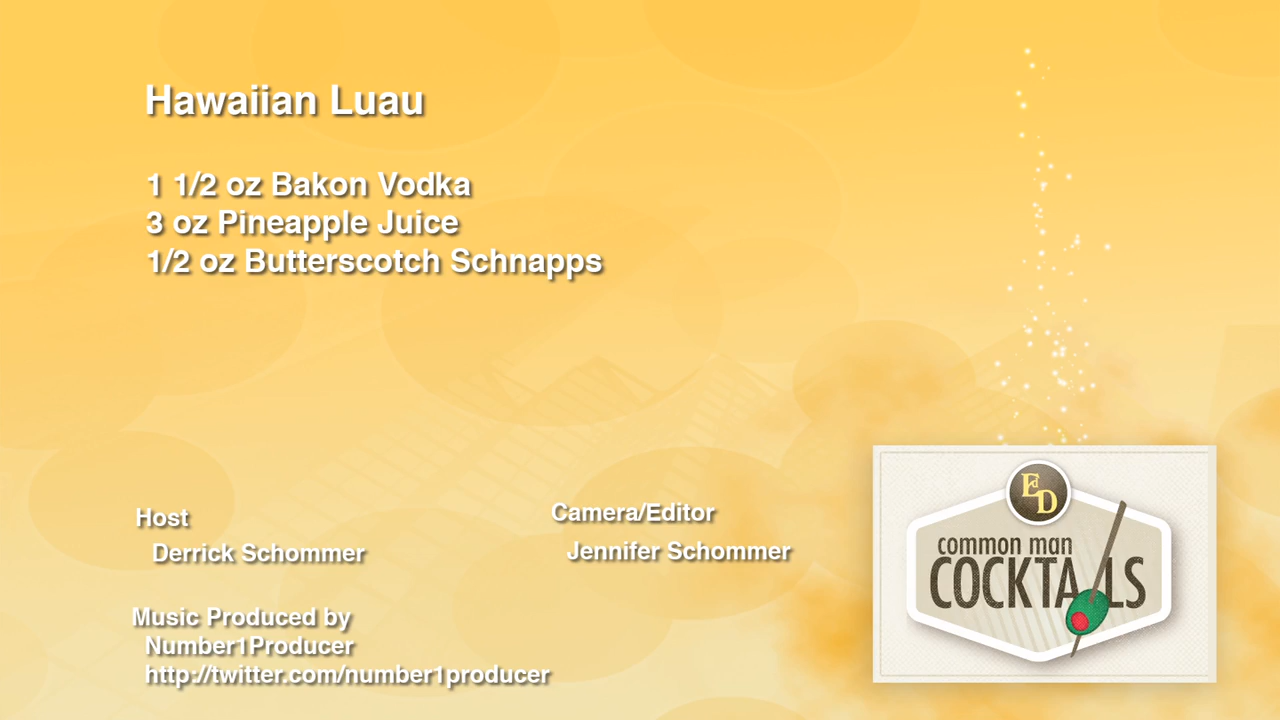 Hawaiian Luau
1 1/2 oz Bakon Vodka
3 oz Pineapple Juice
1/2 oz Butterscotch Schnapps
Host
Derrick Schommer
Camera/Editor
Jennifer Schommer
Music Produced by
Number1Producer
http://twitter.com/number1producer
EdD
common man
COCKTAILS